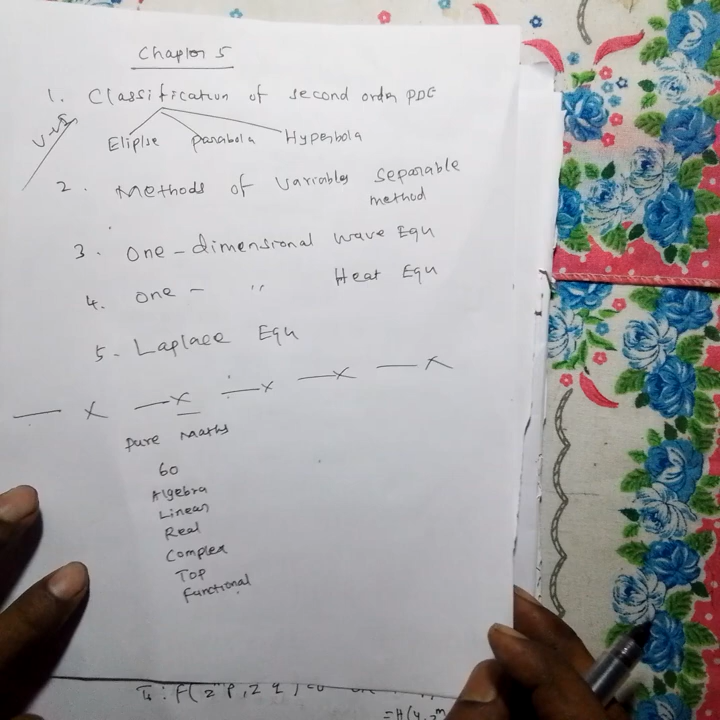 Chapter 5
1. Classification of second order PDE
Eliplse parabola Hyperbola
2. Methods of Variables Separable
method
3. One-dimensional Wave Equ
4. One - " Heat Equ
5- Laplace Equ
— x — x — x — x — x
Pure Maths
60
Algebra
Linear
Real
Complex
Top
Functional